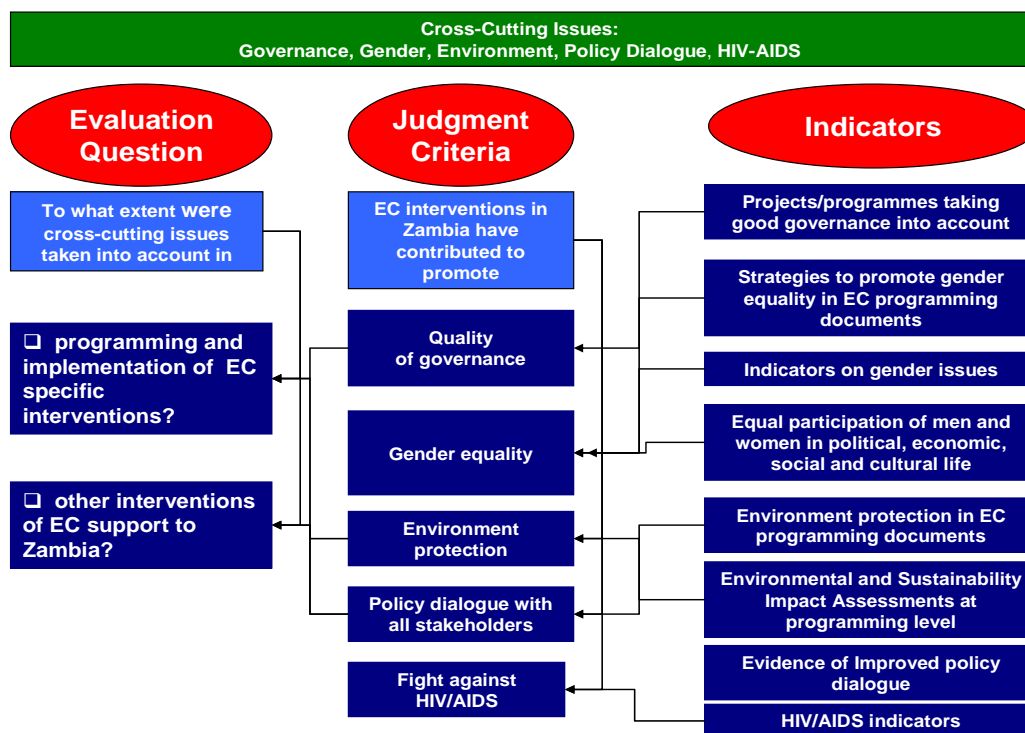 Cross-Cutting Issues:
Governance, Gender, Environment, Policy Dialogue, HIV-AIDS
Evaluation
Question
To what extent were
cross-cutting issues
taken into account in
❑ programming and
implementation of EC
specific
interventions?
❑ other interventions
of EC support to
Zambia?
Judgment
Criteria
EC interventions in
Zambia have
contributed to
promote
Quality
of governance
Gender equality
Environment
protection
Policy dialogue with
all stakeholders
Fight against
HIV/AIDS
Indicators
Projects/programmes taking
good governance into account
Strategies to promote gender
equality in EC programming
documents
Indicators on gender issues
Equal participation of men and
women in political, economic,
social and cultural life
Environment protection in EC
programming documents
Environmental and Sustainability
Impact Assessments at
programming level
Evidence of Improved policy
dialogue
HIV/AIDS indicators